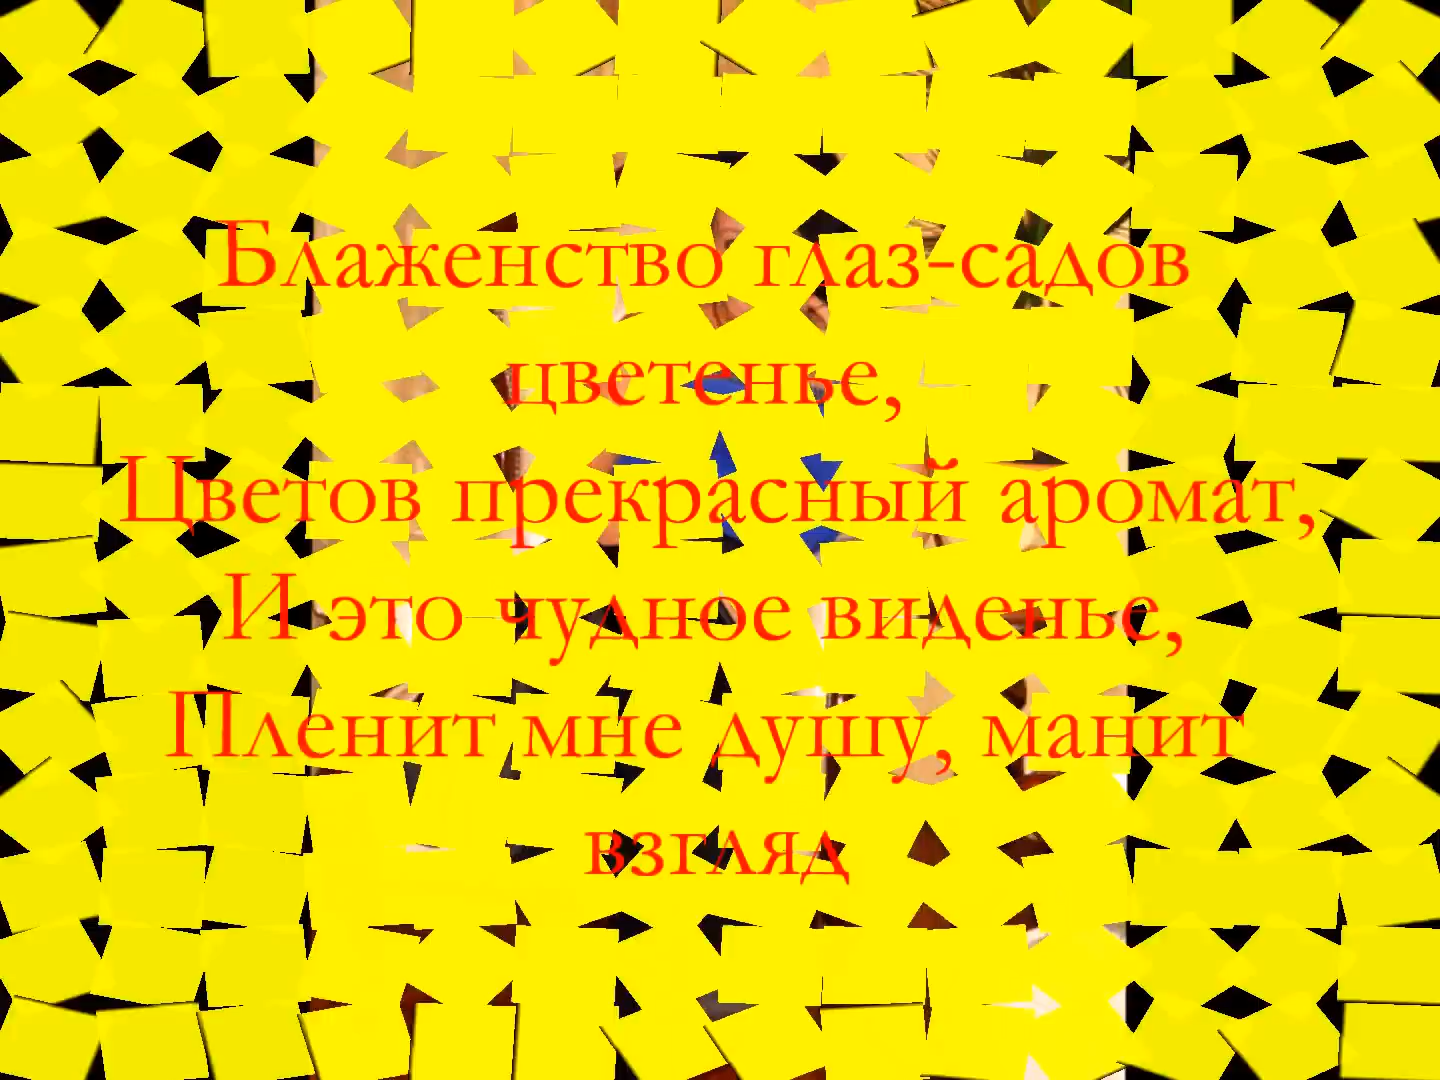 Блаженство глаз-садов
цветенье,
Цветов прекрасный аромат,
И это чудное виденье,
Пленит мне душу, манит
взгляд